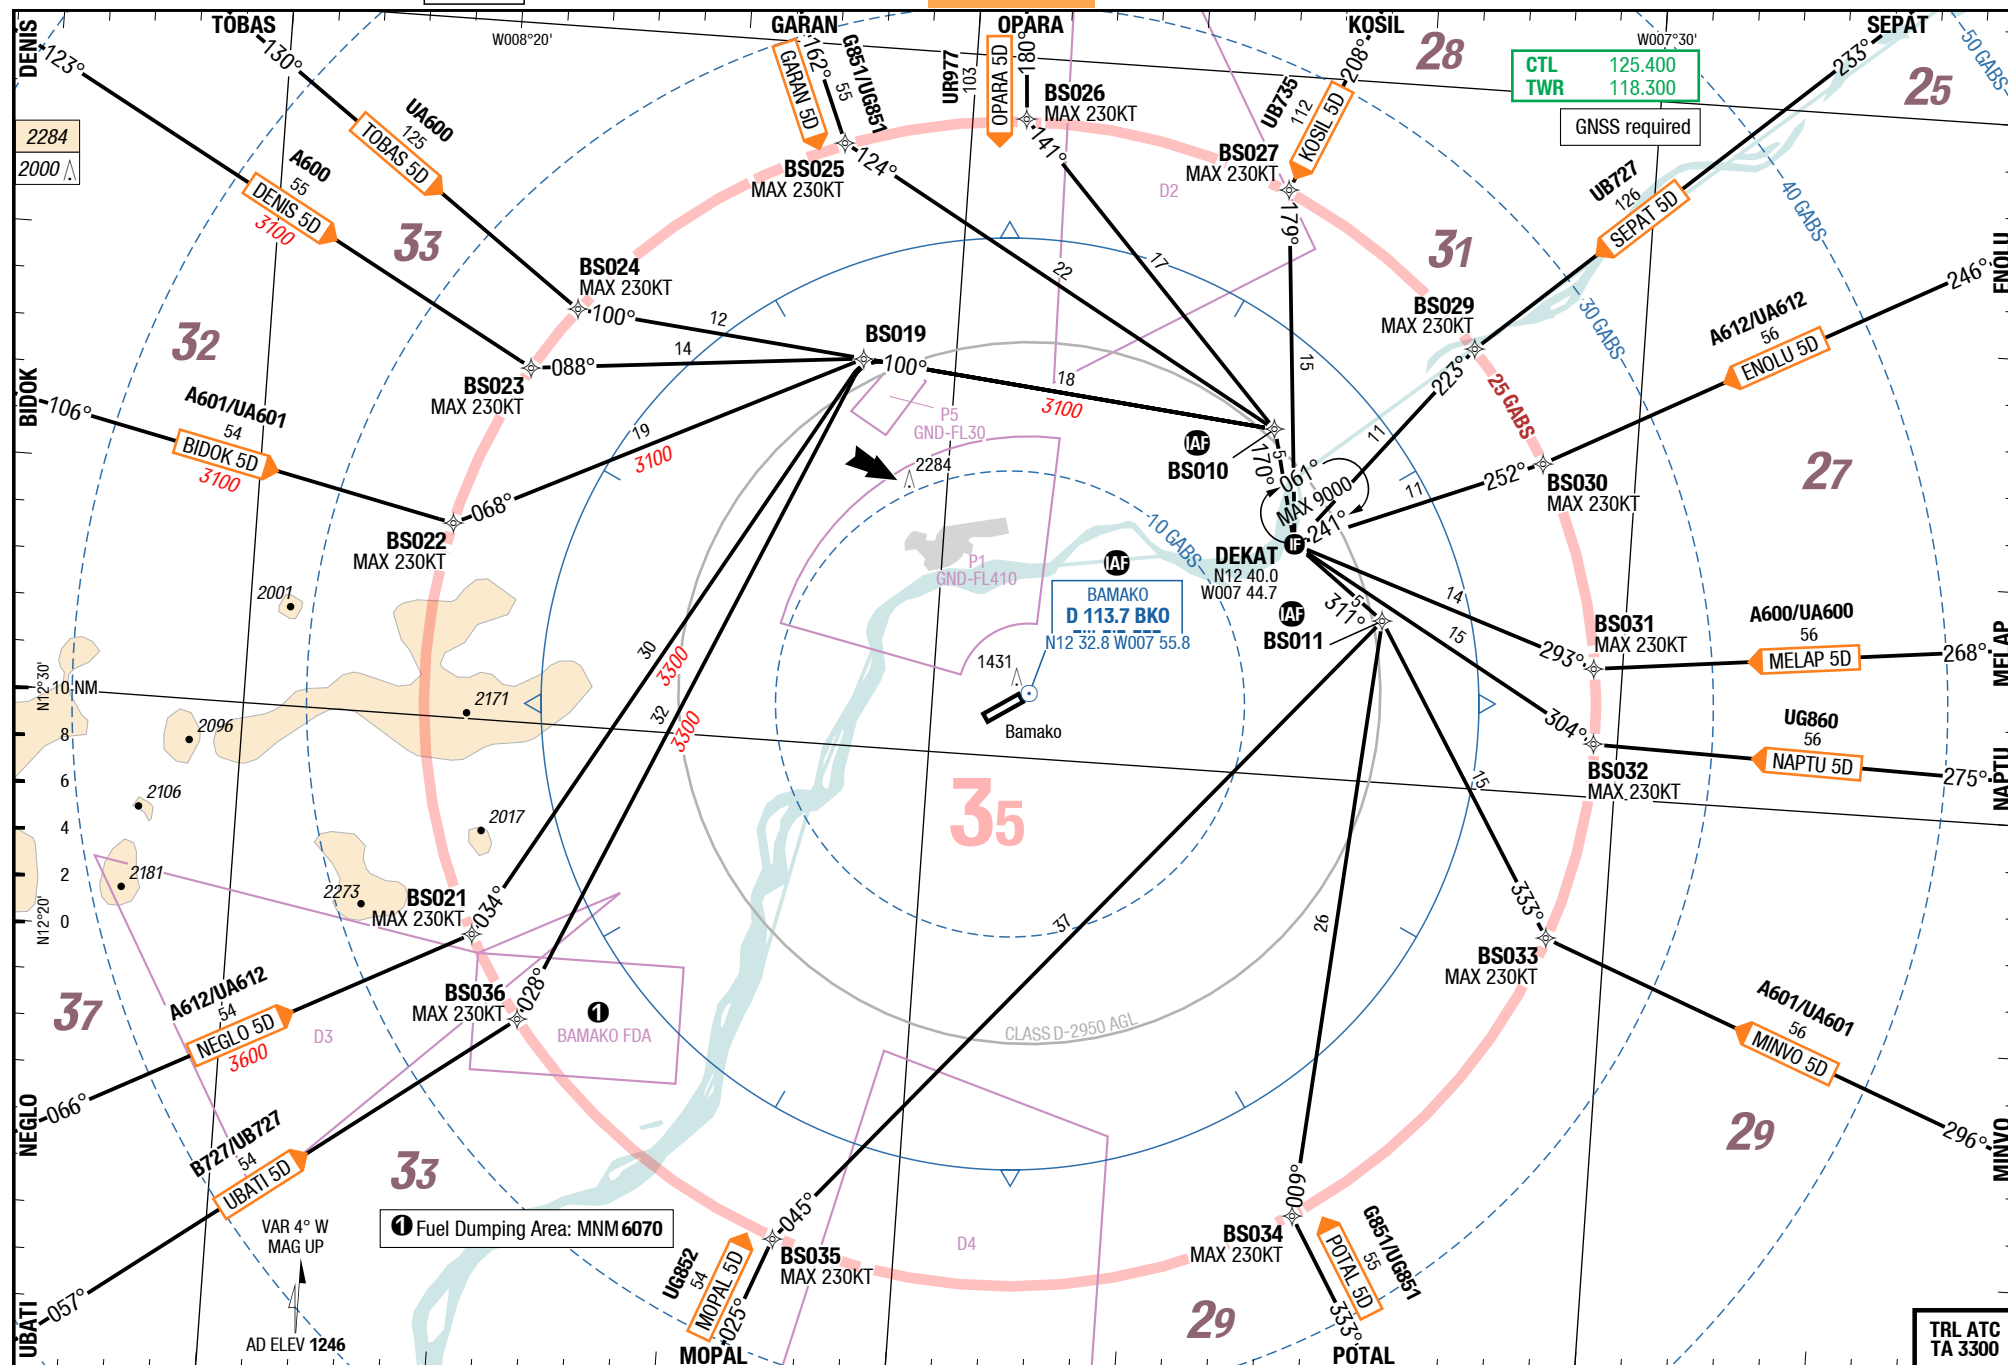 DENIS
TOBAS
GARAN
OPARA
KOSIL
SEPAT
W008°20'
W007°30'
123°
130°
162°
180°
208°
233°
G851/UG851
55
GARAN 5D
UR977
103
OPARA 5D
UB735
112
KOSIL 5D
28
25
50 GABS
CTL 125.400
TWR 118.300
GNSS required
2284
2000
UA600
125
TOBAS 5D
A600
55
DENIS 5D
3100
BS025
MAX 230KT
124°
BS026
MAX 230KT
141°
BS027
MAX 230KT
179°
D2
UB727
126
SEPAT 5D
40 GABS
33
31
ENOLU
246°
A612/UA612
56
ENOLU 5D
30 GABS
BS024
MAX 230KT
100°
12
22
17
15
BS029
MAX 230KT
223°
25 GABS
32
BIDOK
106°
A601/UA601
54
BIDOK 5D
3100
BS023
MAX 230KT
088°
14
BS019
100°
18
3100
19
3100
P5
GND-FL30
IAF
BS010
5
170°
061°
MAX 9000
241°
11
11
252°
BS030
MAX 230KT
27
2284
BS022
MAX 230KT
068°
10 GABS
P1
GND-FL410
IAF
BAMAKO
D 113.7 BKO
N12 32.8 W007 55.8
DEKAT
N12 40.0
W007 44.7
IF
IAF
BS011
5
311°
14
15
293°
304°
BS031
MAX 230KT
A600/UA600
56
MELAP 5D
268°
MELAP
2001
1431
Bamako
30
3300
32
3300
N12°30'
10 NM
8
6
4
2
0
N12°20'
2096
2171
2106
2017
2181
2273
BS032
MAX 230KT
UG860
56
NAPTU 5D
275°
NAPTU
35
15
BS021
MAX 230KT
034°
37
26
333°
BS033
MAX 230KT
A612/UA612
54
NEGLO 5D
3600
37
D3
BS036
MAX 230KT
028°
1
BAMAKO FDA
CLASS D-2950 AGL
A601/UA601
56
MINVO 5D
296°
MINVO
29
NEGLO
066°
B727/UB727
54
UBATI 5D
33
1 Fuel Dumping Area: MNM 6070
VAR 4° W
MAG UP
AD ELEV 1246
UBATI
057°
UG852
54
MOPAL 5D
025°
045°
BS035
MAX 230KT
MOPAL
D4
009°
BS034
MAX 230KT
G851/UG851
55
POTAL 5D
333°
POTAL
29
TRL ATC
TA 3300